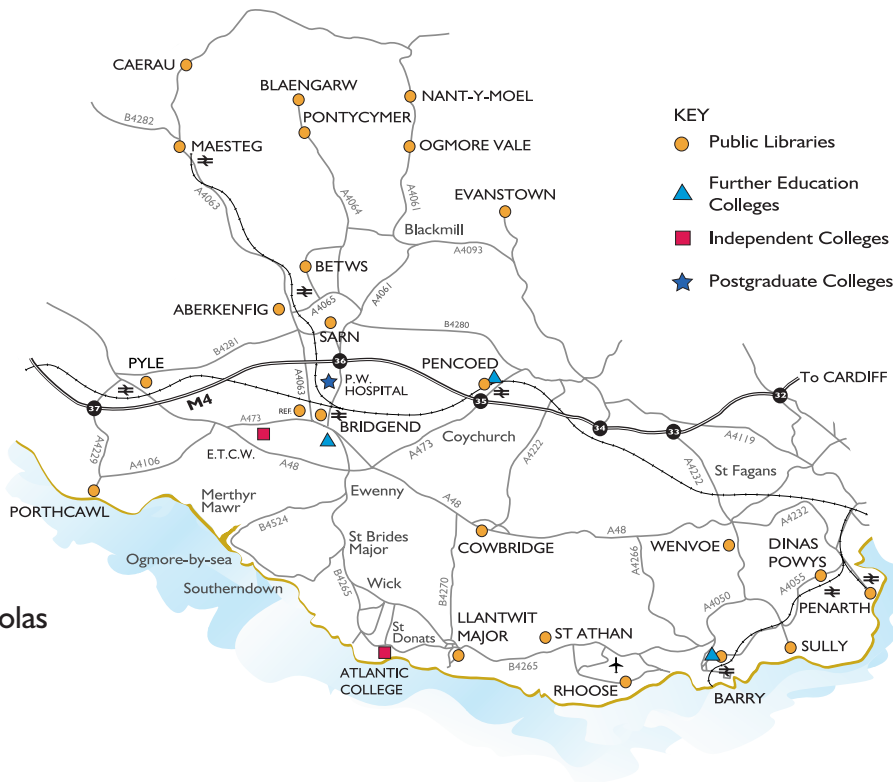 CAERAU
BLAENGARW
NANT-Y-MOEL
PONTYCYMER
B4282
MAESTEG
OGMORE VALE
A4063
A4064
A4061
EVANSTOWN
Blackmill
A4093
BETWS
A4061
A4065
ABERKENFIG
SARN
B4280
B4281
PYLE
36
PENCOED
P.W.
HOSPITAL
A4063
M4
37
35
34
33
32
To CARDIFF
REF.
BRIDGEND
A473
A473
Coychurch
A4222
A4119
A4229
A4106
E.T.C.W.
A48
A4232
St Fagans
PORTHCAWL
Merthyr
Mawr
Ewenny
A48
B4524
A48
A4232
St Brides
Major
COWBRIDGE
A4266
WENVOE
DINAS
POWYS
Ogmore-by-sea
Southerndown
B4265
Wick
B4270
A4050
A4055
PENARTH
olas
St
Donats
LLANTWIT
MAJOR
ST ATHAN
SULLY
ATLANTIC
COLLEGE
B4265
RHOOSE
BARRY
KEY
Public Libraries
Further Education
Colleges
Independent Colleges
Postgraduate Colleges